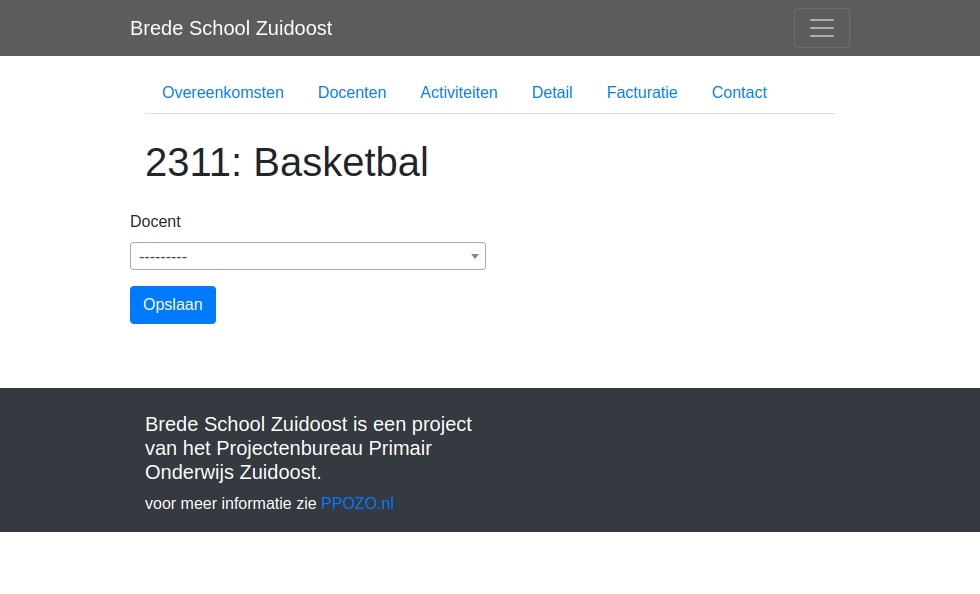 Brede School Zuidoost
Overeenkomsten Docenten Activiteiten Detail Facturatie Contact
2311: Basketbal
Docent
---------
Opslaan
Brede School Zuidoost is een project
van het Projectenbureau Primair
Onderwijs Zuidoost.
voor meer informatie zie PPOZO.nl